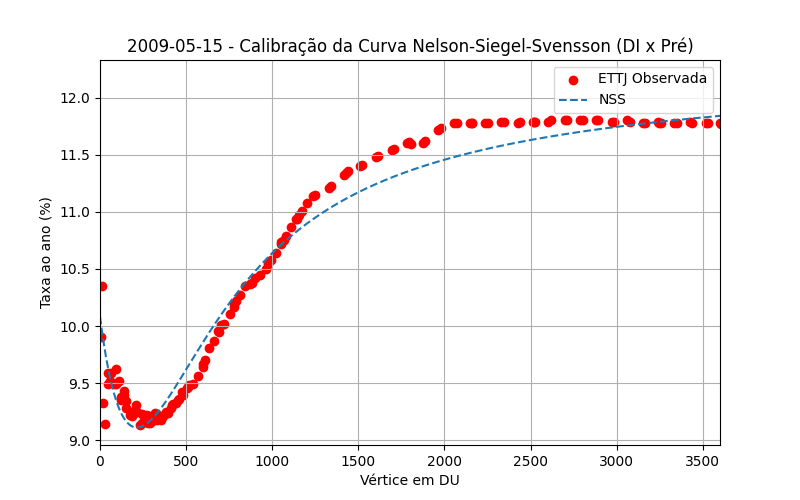 2009-05-15 - Calibração da Curva Nelson-Siegel-Svensson (DI x Pré)
ETTJ Observada
NSS
Taxa ao ano (%)
12.0
11.5
11.0
10.5
10.0
9.5
9.0
0 500 1000 1500 2000 2500 3000 3500
Vértice em DU